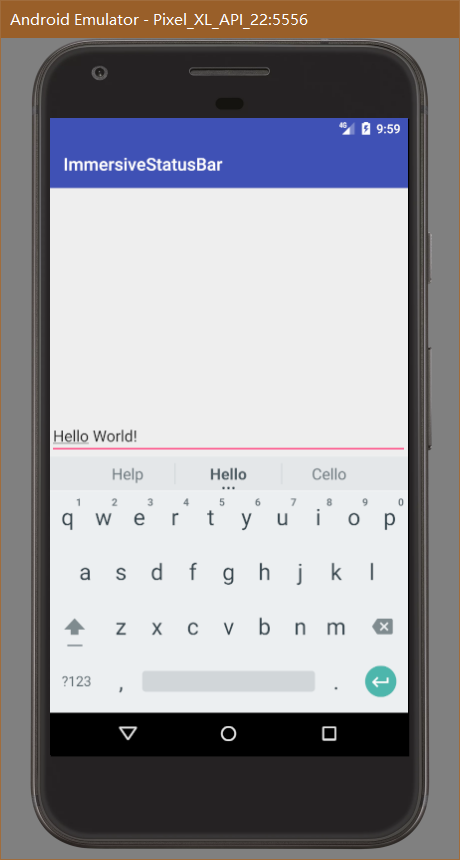 Android Emulator - Pixel_XL_API_22:5556
4G 9:59
ImmersiveStatusBar
Hello World!
Help Hello Cello
1 2 3 4 5 6 7 8 9 0
q w e r t y u i o p
a s d f g h j k l
z x c v b n m
?123 , .